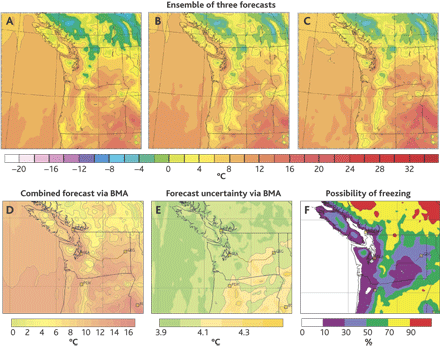 Ensemble of three forecasts
A B C
−20 −16 −12 −8 −4 0 4 8 12 16 20 24 28 32
°C
Combined forecast via BMA Forecast uncertainty via BMA Possibility of freezing
D E F
0 2 4 6 8 10 12 14 16 3.9 4.1 4.3 0 10 30 50 70 90
°C °C %